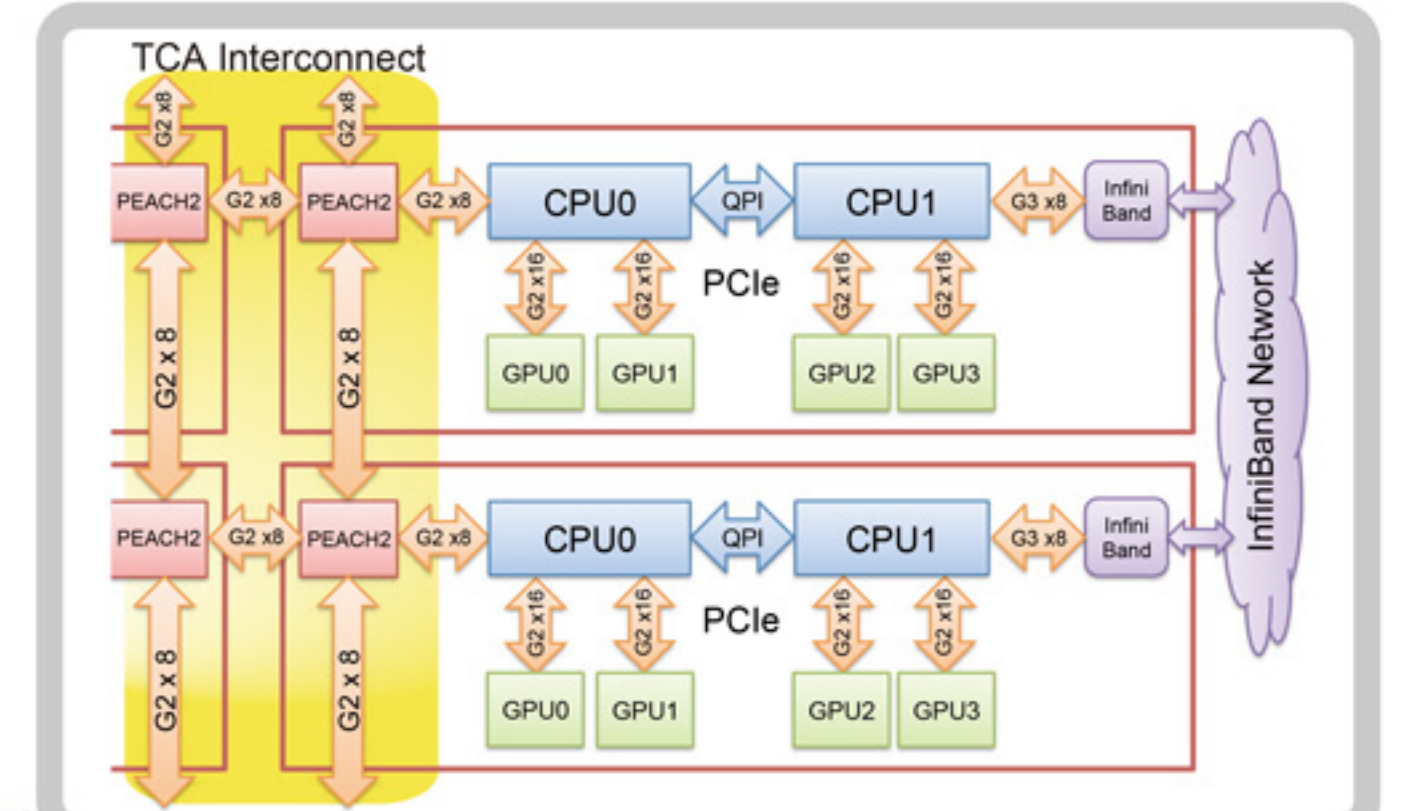 TCA Interconnect
G2 x8
G2 x8
PEACH2
G2 x8
PEACH2
G2 x8
CPU0
QPI
CPU1
G3 x8
Infini
Band
G2 x 8
G2 x 8
G2 x16
G2 x16
PCIe
G2 x16
G2 x16
GPU0
GPU1
GPU2
GPU3
InfiniBand Network
PEACH2
G2 x8
PEACH2
G2 x8
CPU0
QPI
CPU1
G3 x8
Infini
Band
G2 x 8
G2 x 8
G2 x16
G2 x16
PCIe
G2 x16
G2 x16
GPU0
GPU1
GPU2
GPU3